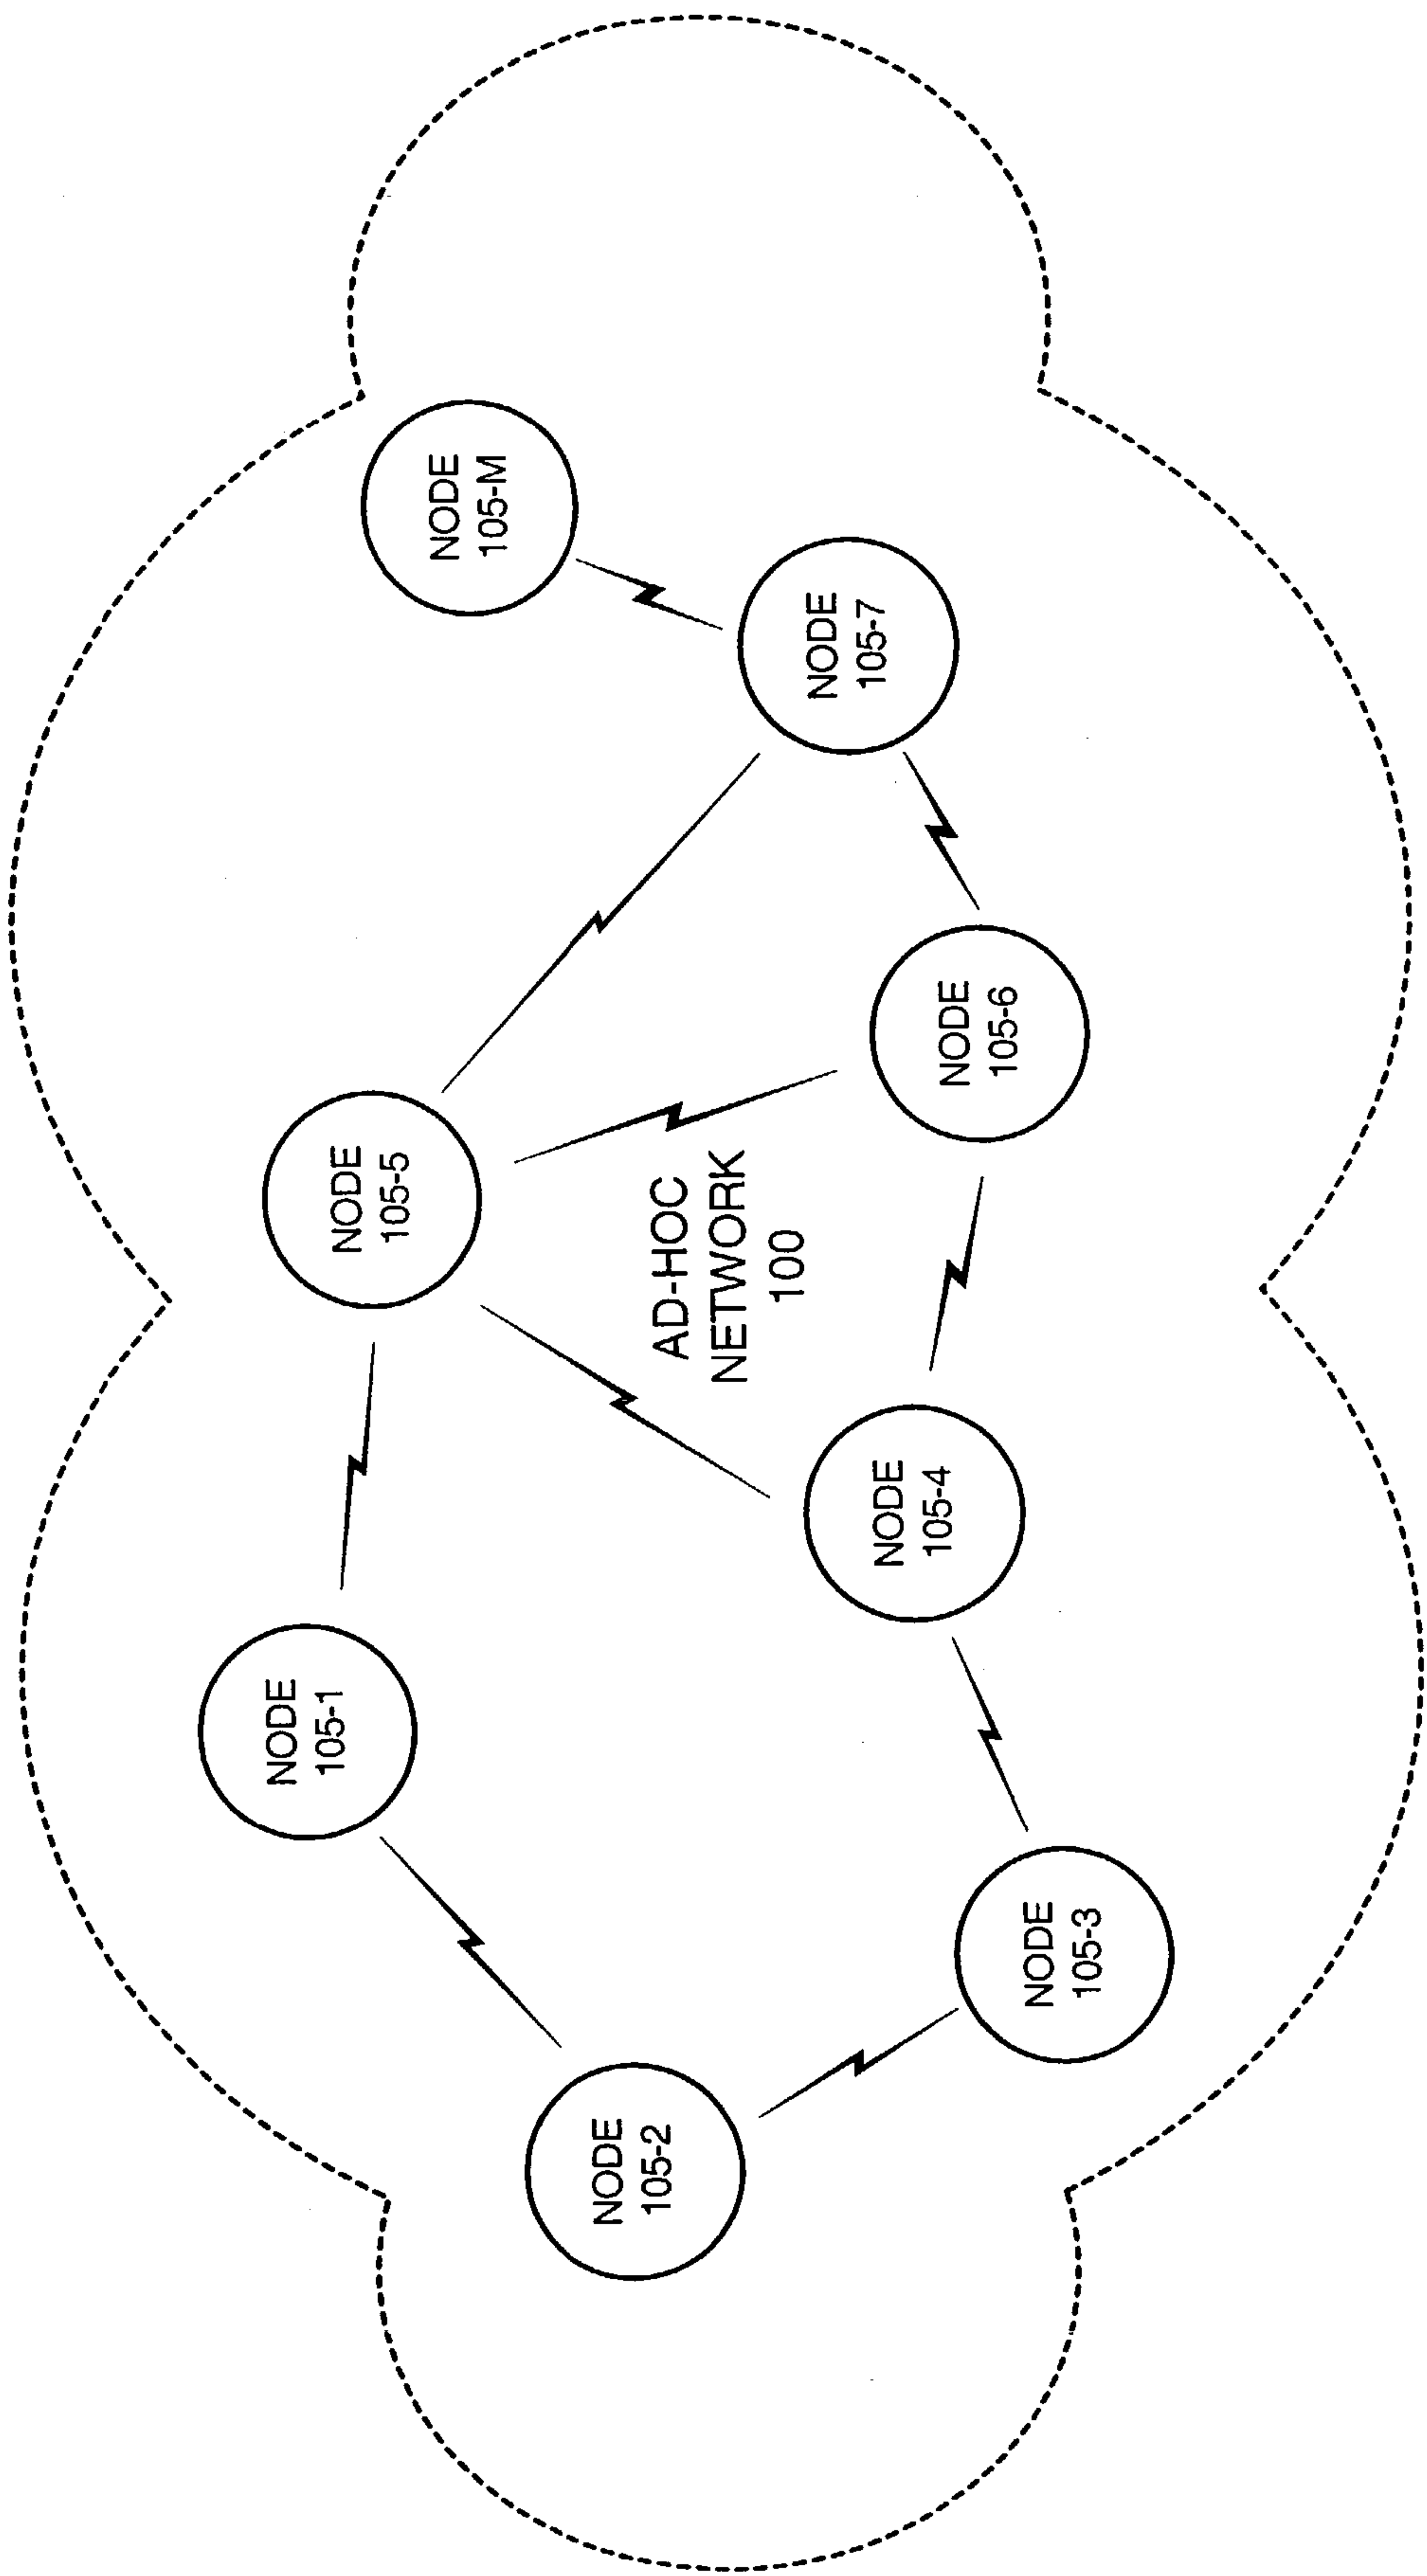 NODE
105-1
NODE
105-5
NODE
105-M
NODE
105-2
AD-HOC
NETWORK
100
NODE
105-7
NODE
105-4
NODE
105-6
NODE
105-3